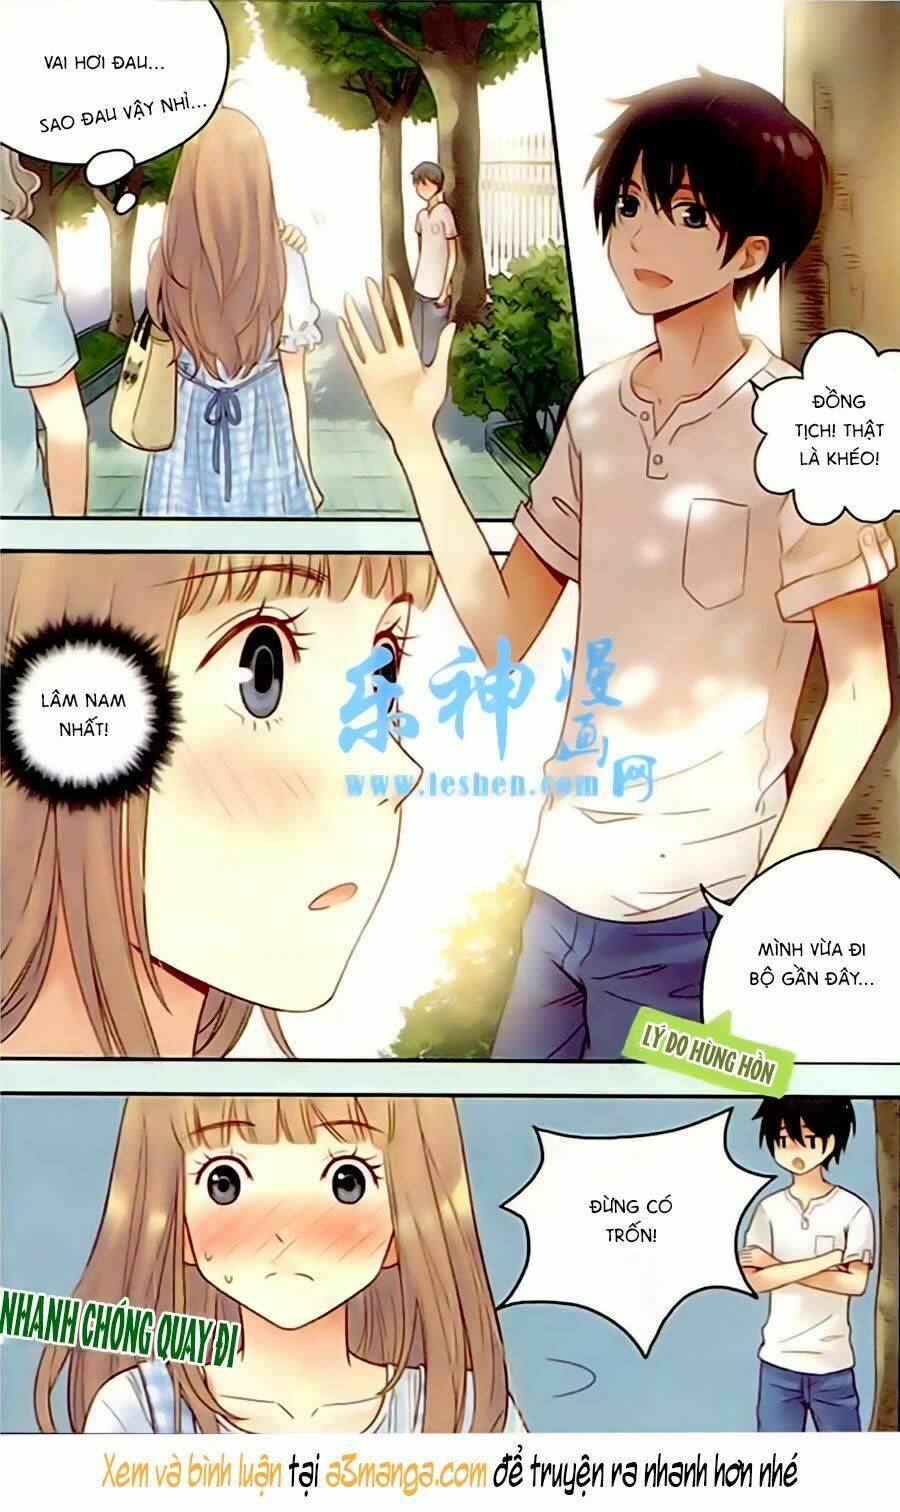 VAI HƠI ĐAU...
SAO ĐAU VẬY NHỈ...
ĐỒNG
TỊCH! THẬT
LÀ KHÉO!
LÂM NAM
NHẤT!
乐神漫画网
www.leshen.com
MÌNH VỪA ĐI
BỘ GẦN ĐÂY...
LÝ DO HÙNG HỒN
ĐỪNG CÓ
TRỐN!
NHANH CHÓNG QUAY ĐI
Xem và bình luận tại a3manga.com để truyện ra nhanh hơn nhé